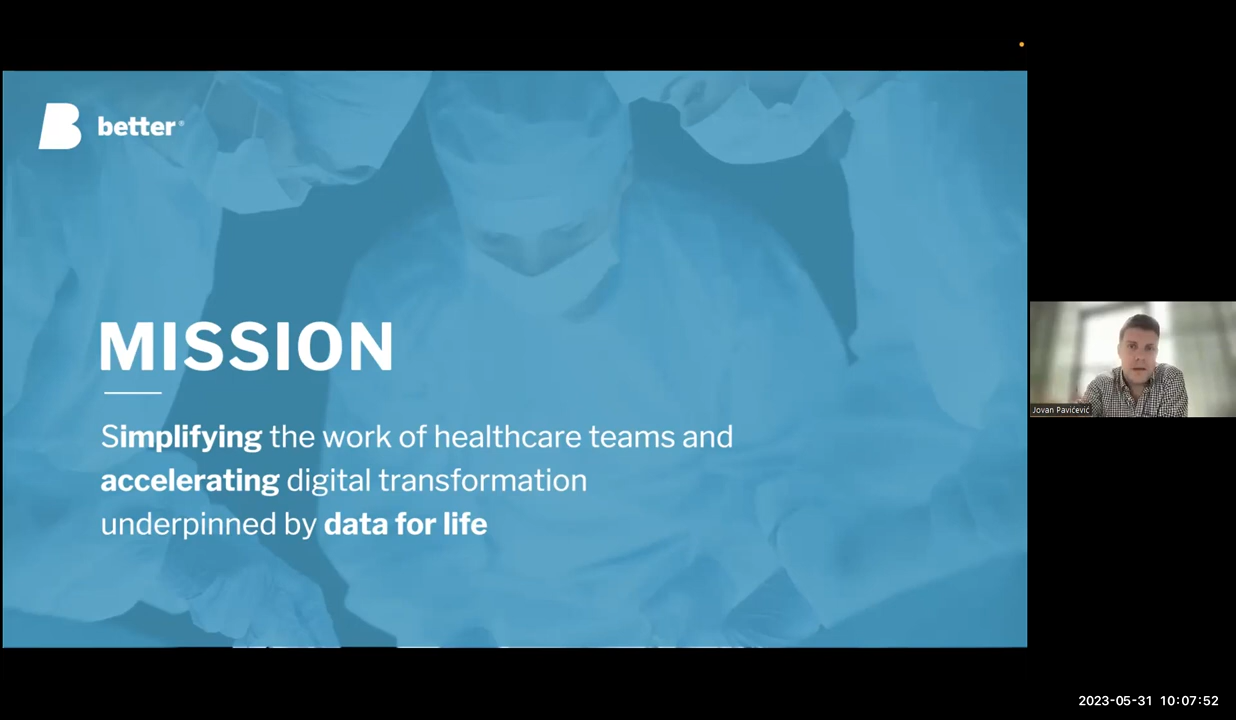 better®
MISSION
Simplifying the work of healthcare teams and
accelerating digital transformation
underpinned by data for life
Jovan Pavićević
2023-05-31 10:07:52